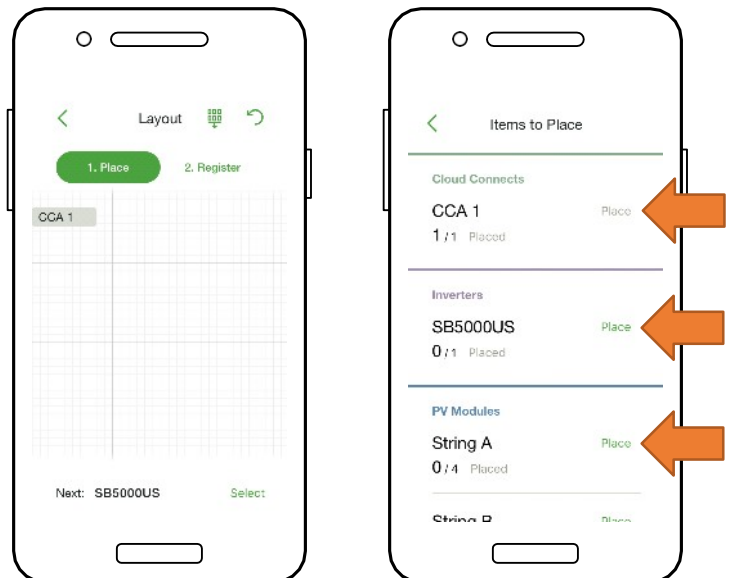 Layout
1. Place
2. Register
CCA 1
Next: SB5000US
Select
Items to Place
Cloud Connects
CCA 1
Place
1 / 1 Placed
Inverters
SB5000US
Place
0 / 1 Placed
PV Modules
String A
Place
0 / 4 Placed
String B
Place